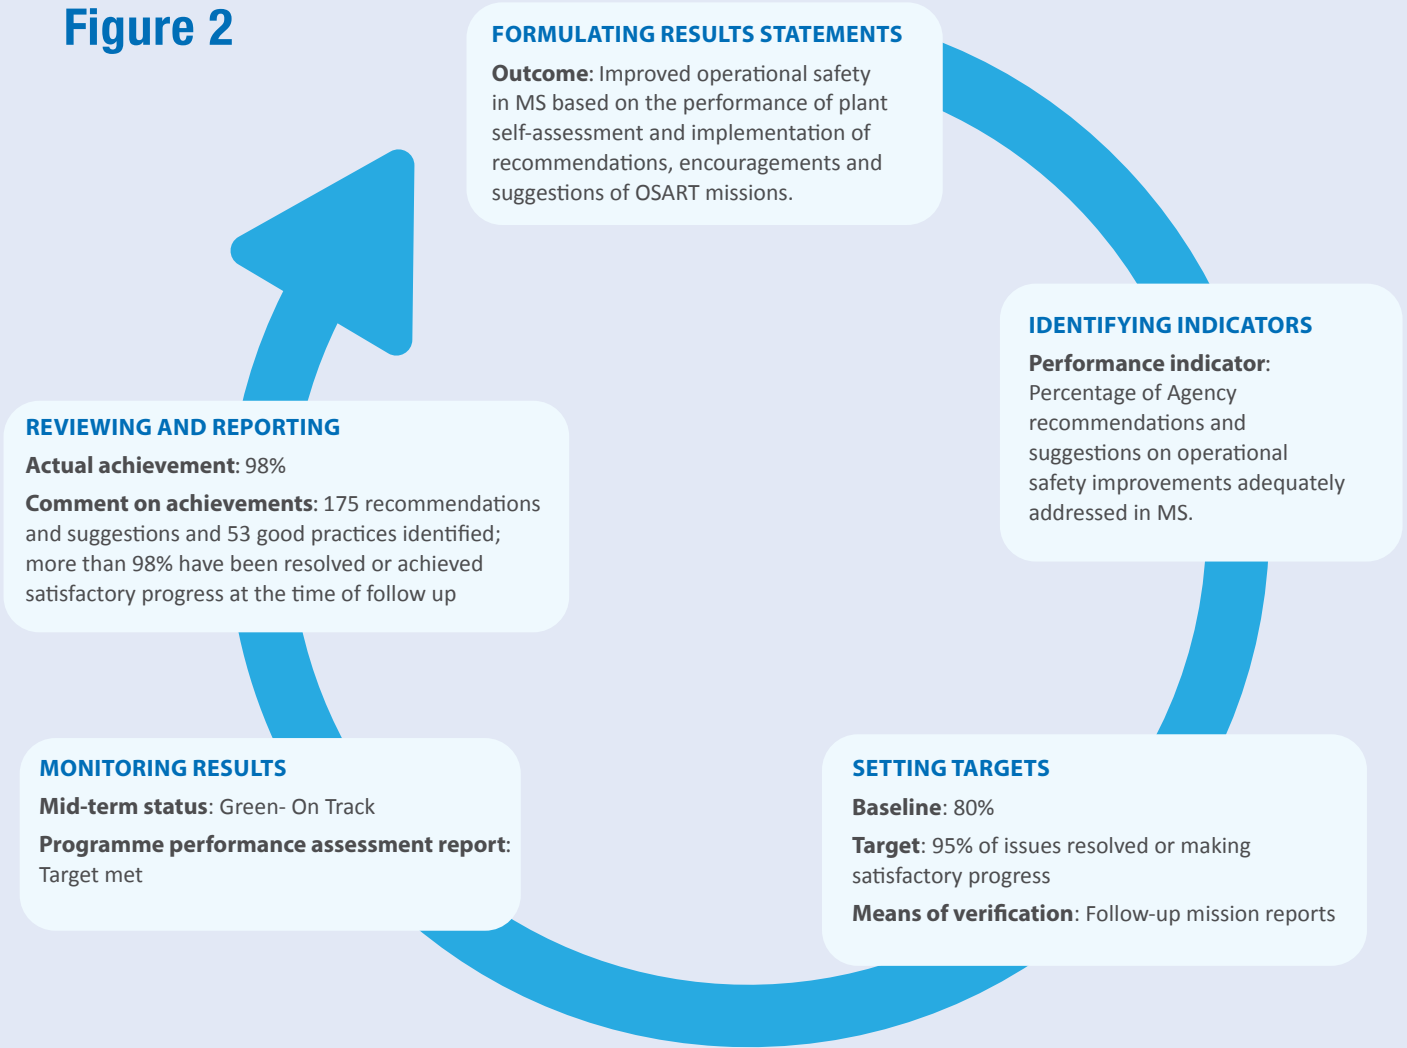 Figure 2
FORMULATING RESULTS STATEMENTS
Outcome: Improved operational safety
in MS based on the performance of plant
self-assessment and implementation of
recommendations, encouragements and
suggestions of OSART missions.
IDENTIFYING INDICATORS
Performance indicator:
Percentage of Agency
recommendations and
suggestions on operational
safety improvements adequately
addressed in MS.
SETTING TARGETS
Baseline: 80%
Target: 95% of issues resolved or making
satisfactory progress
Means of verification: Follow-up mission reports
MONITORING RESULTS
Mid-term status: Green- On Track
Programme performance assessment report:
Target met
REVIEWING AND REPORTING
Actual achievement: 98%
Comment on achievements: 175 recommendations
and suggestions and 53 good practices identified;
more than 98% have been resolved or achieved
satisfactory progress at the time of follow up